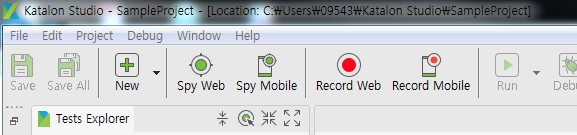 Katalon Studio - SampleProject - [Location: C:₩Users₩09543₩Katalon Studio₩SampleProject]
File Edit Project Debug Window Help
Save Save All New Spy Web Spy Mobile Record Web Record Mobile Run Debu
Tests Explorer